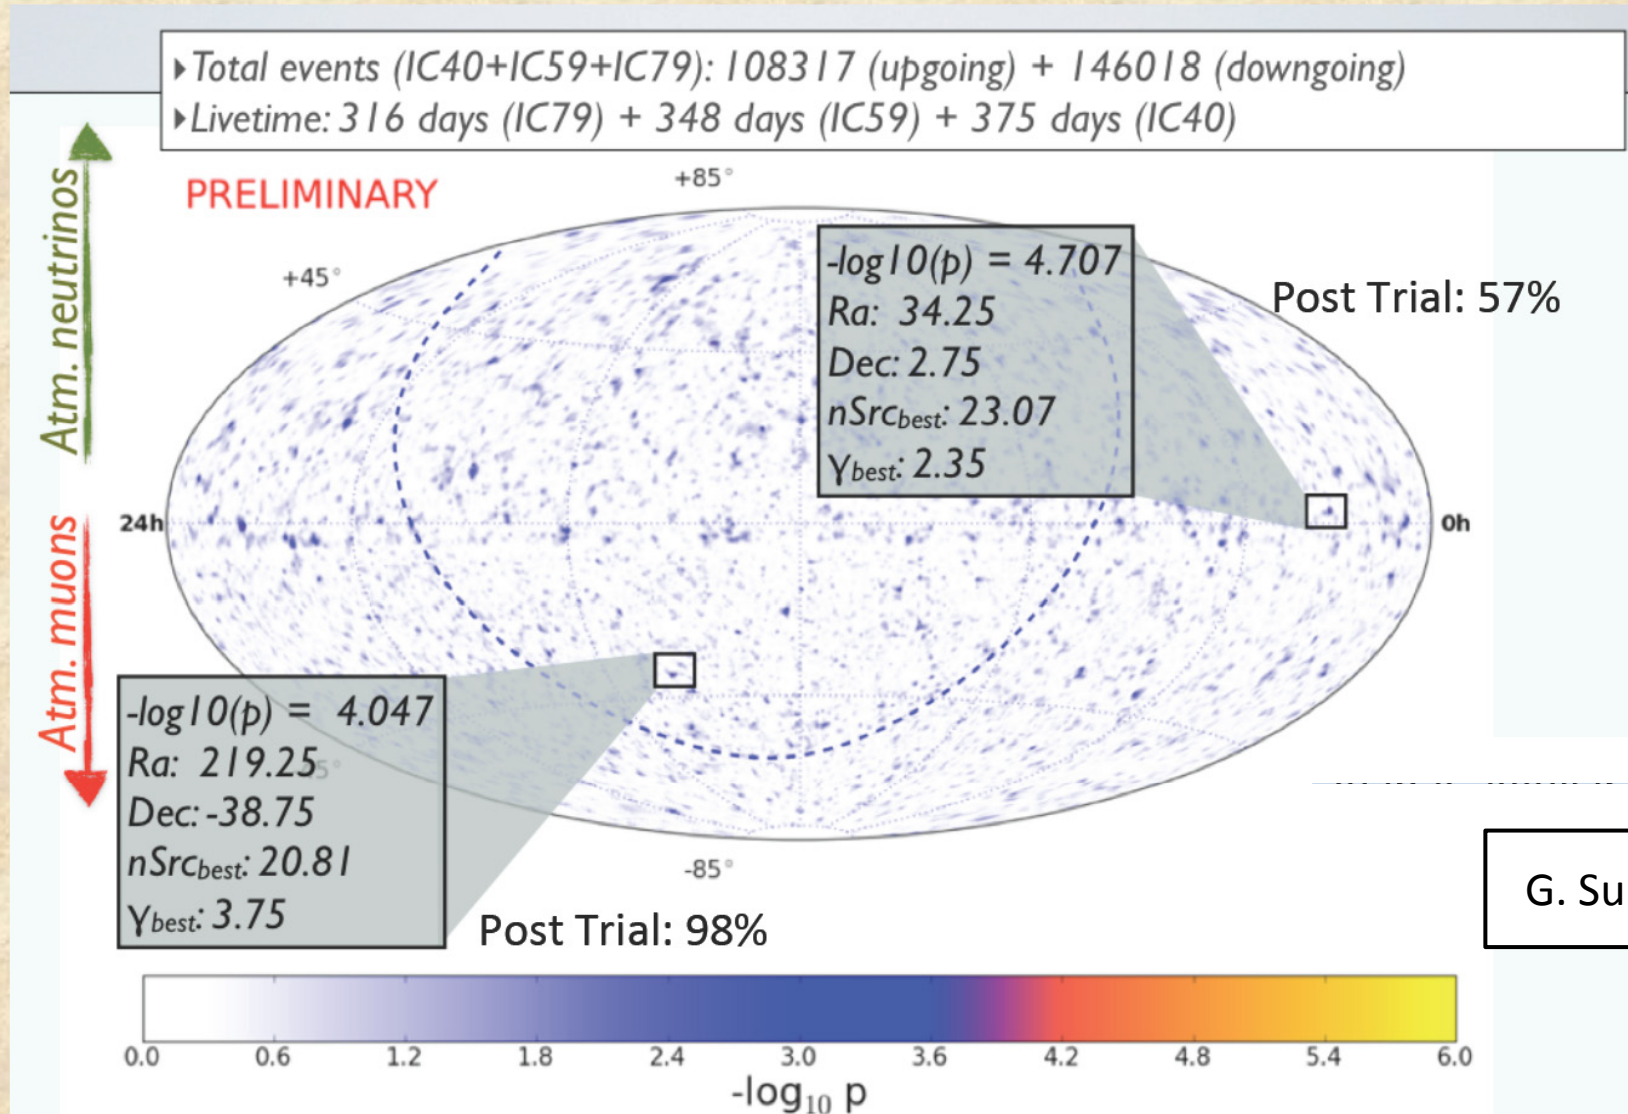 ▸Total events (IC40+IC59+IC79): 108317 (upgoing) + 146018 (downgoing)
▸Livetime: 316 days (IC79) + 348 days (IC59) + 375 days (IC40)
Atm. neutrinos
Atm. muons
PRELIMINARY
+85°
+45°
-log10(p) = 4.707
Ra: 34.25
Dec: 2.75
nSrcbest: 23.07
γbest: 2.35
Post Trial: 57%
24h
0h
-log10(p) = 4.047
Ra: 219.25
Dec: -38.75
nSrcbest: 20.81
γbest: 3.75
-85°
Post Trial: 98%
G. Su
0.0 0.6 1.2 1.8 2.4 3.0 3.6 4.2 4.8 5.4 6.0
-log₁₀ p